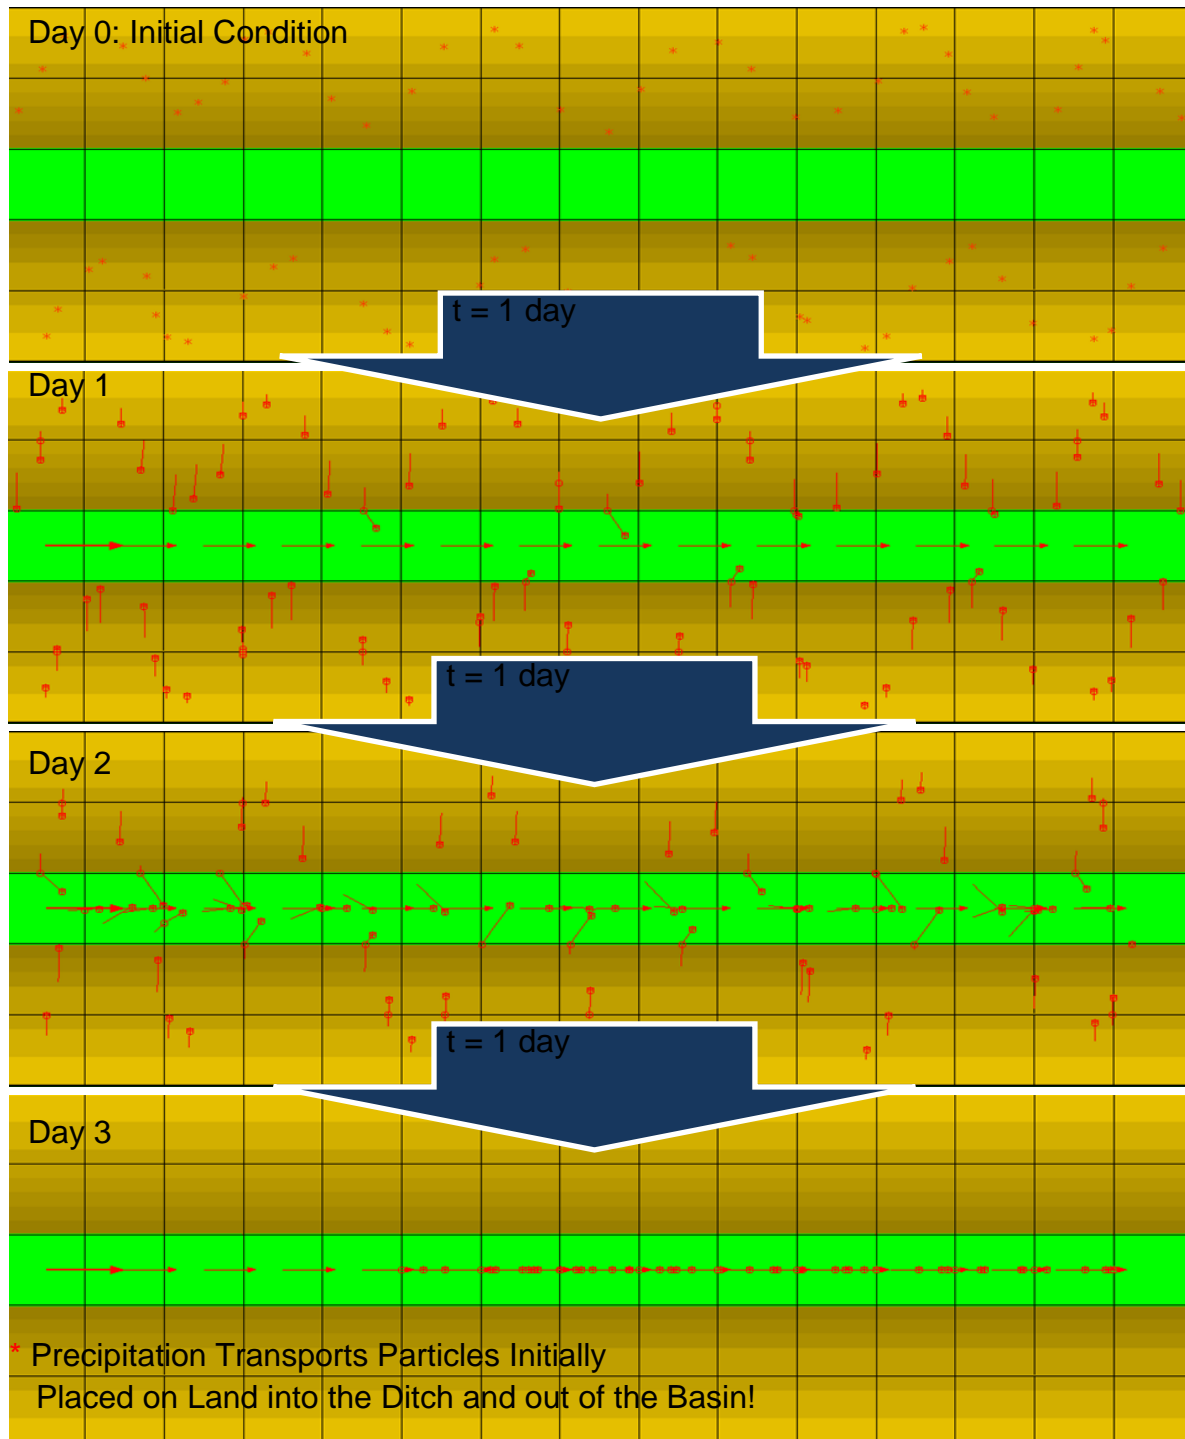 Day 0: Initial Condition
t = 1 day
Day 1
t = 1 day
Day 2
t = 1 day
Day 3
* Precipitation Transports Particles Initially
Placed on Land into the Ditch and out of the Basin!